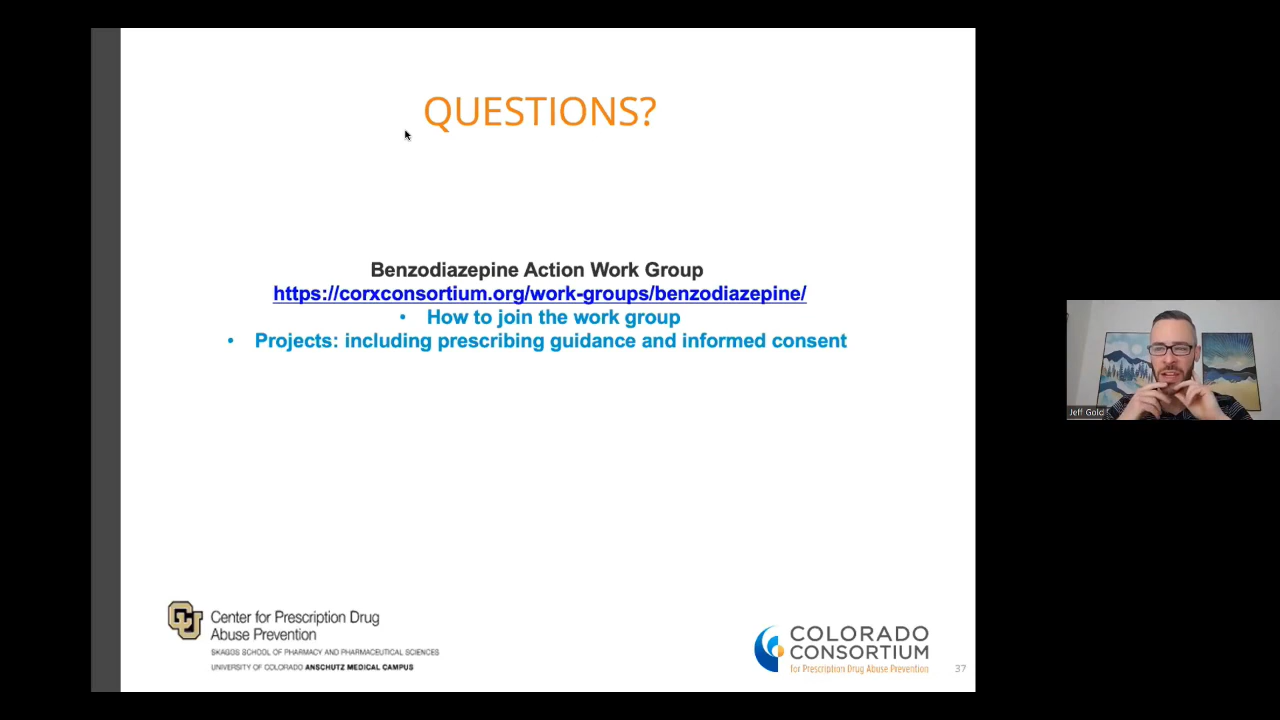 QUESTIONS?
Benzodiazepine Action Work Group
https://corxconsortium.org/work-groups/benzodiazepine/
• How to join the work group
• Projects: including prescribing guidance and informed consent
Jeff Gold
CU
Center for Prescription Drug
Abuse Prevention
SKAGGS SCHOOL OF PHARMACY AND PHARMACEUTICAL SCIENCES
UNIVERSITY OF COLORADO ANSCHUTZ MEDICAL CAMPUS
COLORADO
CONSORTIUM
for Prescription Drug Abuse Prevention
37